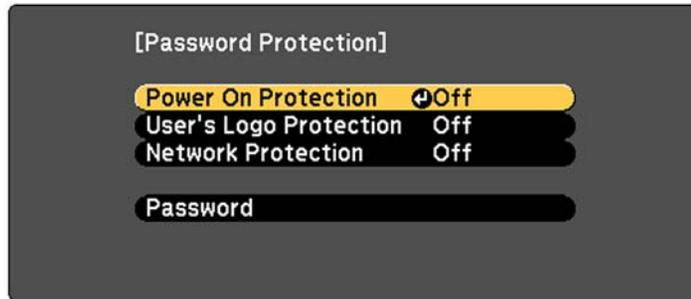 [Password Protection]
Power On Protection Off
User's Logo Protection Off
Network Protection Off
Password